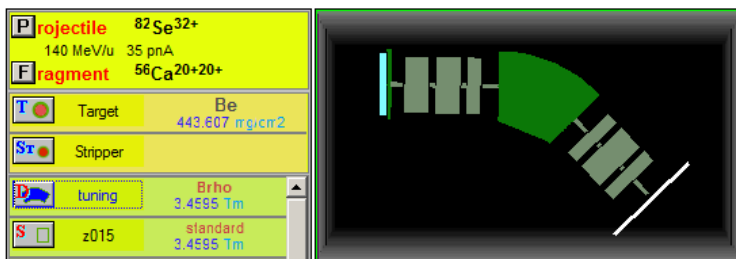 Projectile 82Se32+
140 MeV/u 35 pnA
Fragment 56Ca20+20+
T Target Be
443.607 mg/cm2
ST Stripper
D tuning Brho
3.4595 Tm
S z015 standard
3.4595 Tm